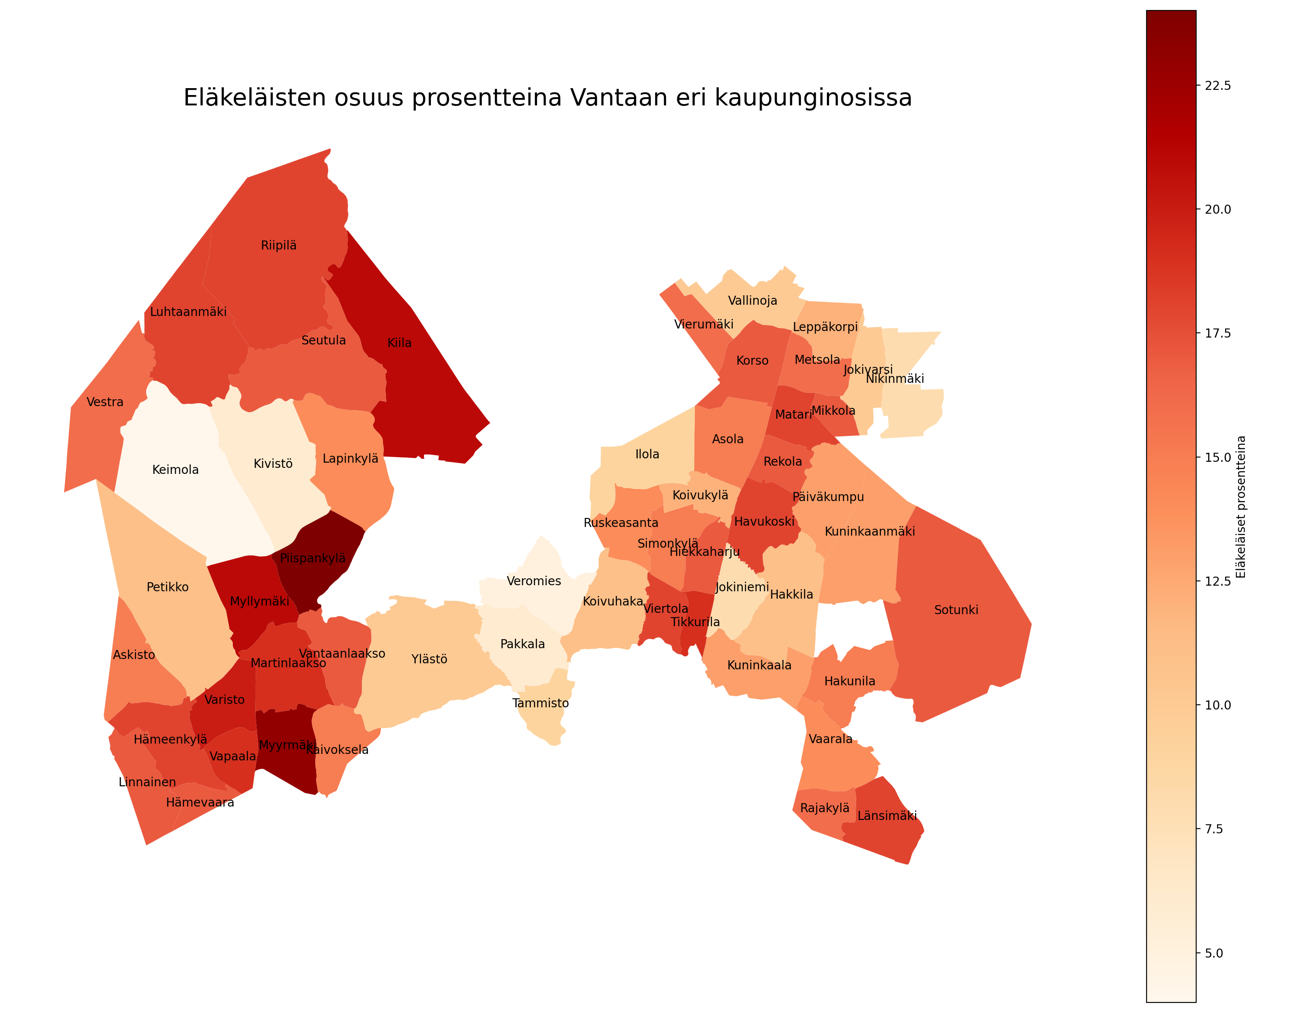 Eläkeläisten osuus prosentteina Vantaan eri kaupunginosissa
Riipilä
Luhtaanmäki
Seutula
Kiila
Vestra
Keimola
Kivistö
Lapinkylä
Piispankylä
Petikko
Myllymäki
Askisto
Martinlaakso
Vantaanlaakso
Varisto
Hämeenkylä
Vapaala
Myyrmäki
Kaivoksela
Linnainen
Hämevaara
Ylästö
Veromies
Pakkala
Tammisto
Vallinoja
Vierumäki
Leppäkorpi
Korso
Metsola
Jokivarsi
Nikinmäki
Matari
Mikkola
Asola
Ilola
Rekola
Koivukylä
Päiväkumpu
Ruskeasanta
Havukoski
Kuninkaanmäki
Simonkylä
Hiekkaharju
Jokiniemi
Hakkila
Koivuhaka
Viertola
Tikkurila
Sotunki
Kuninkaala
Hakunila
Vaarala
Rajakylä
Länsimäki
22.5
20.0
17.5
15.0
12.5
10.0
7.5
5.0
Eläkeläiset prosentteina